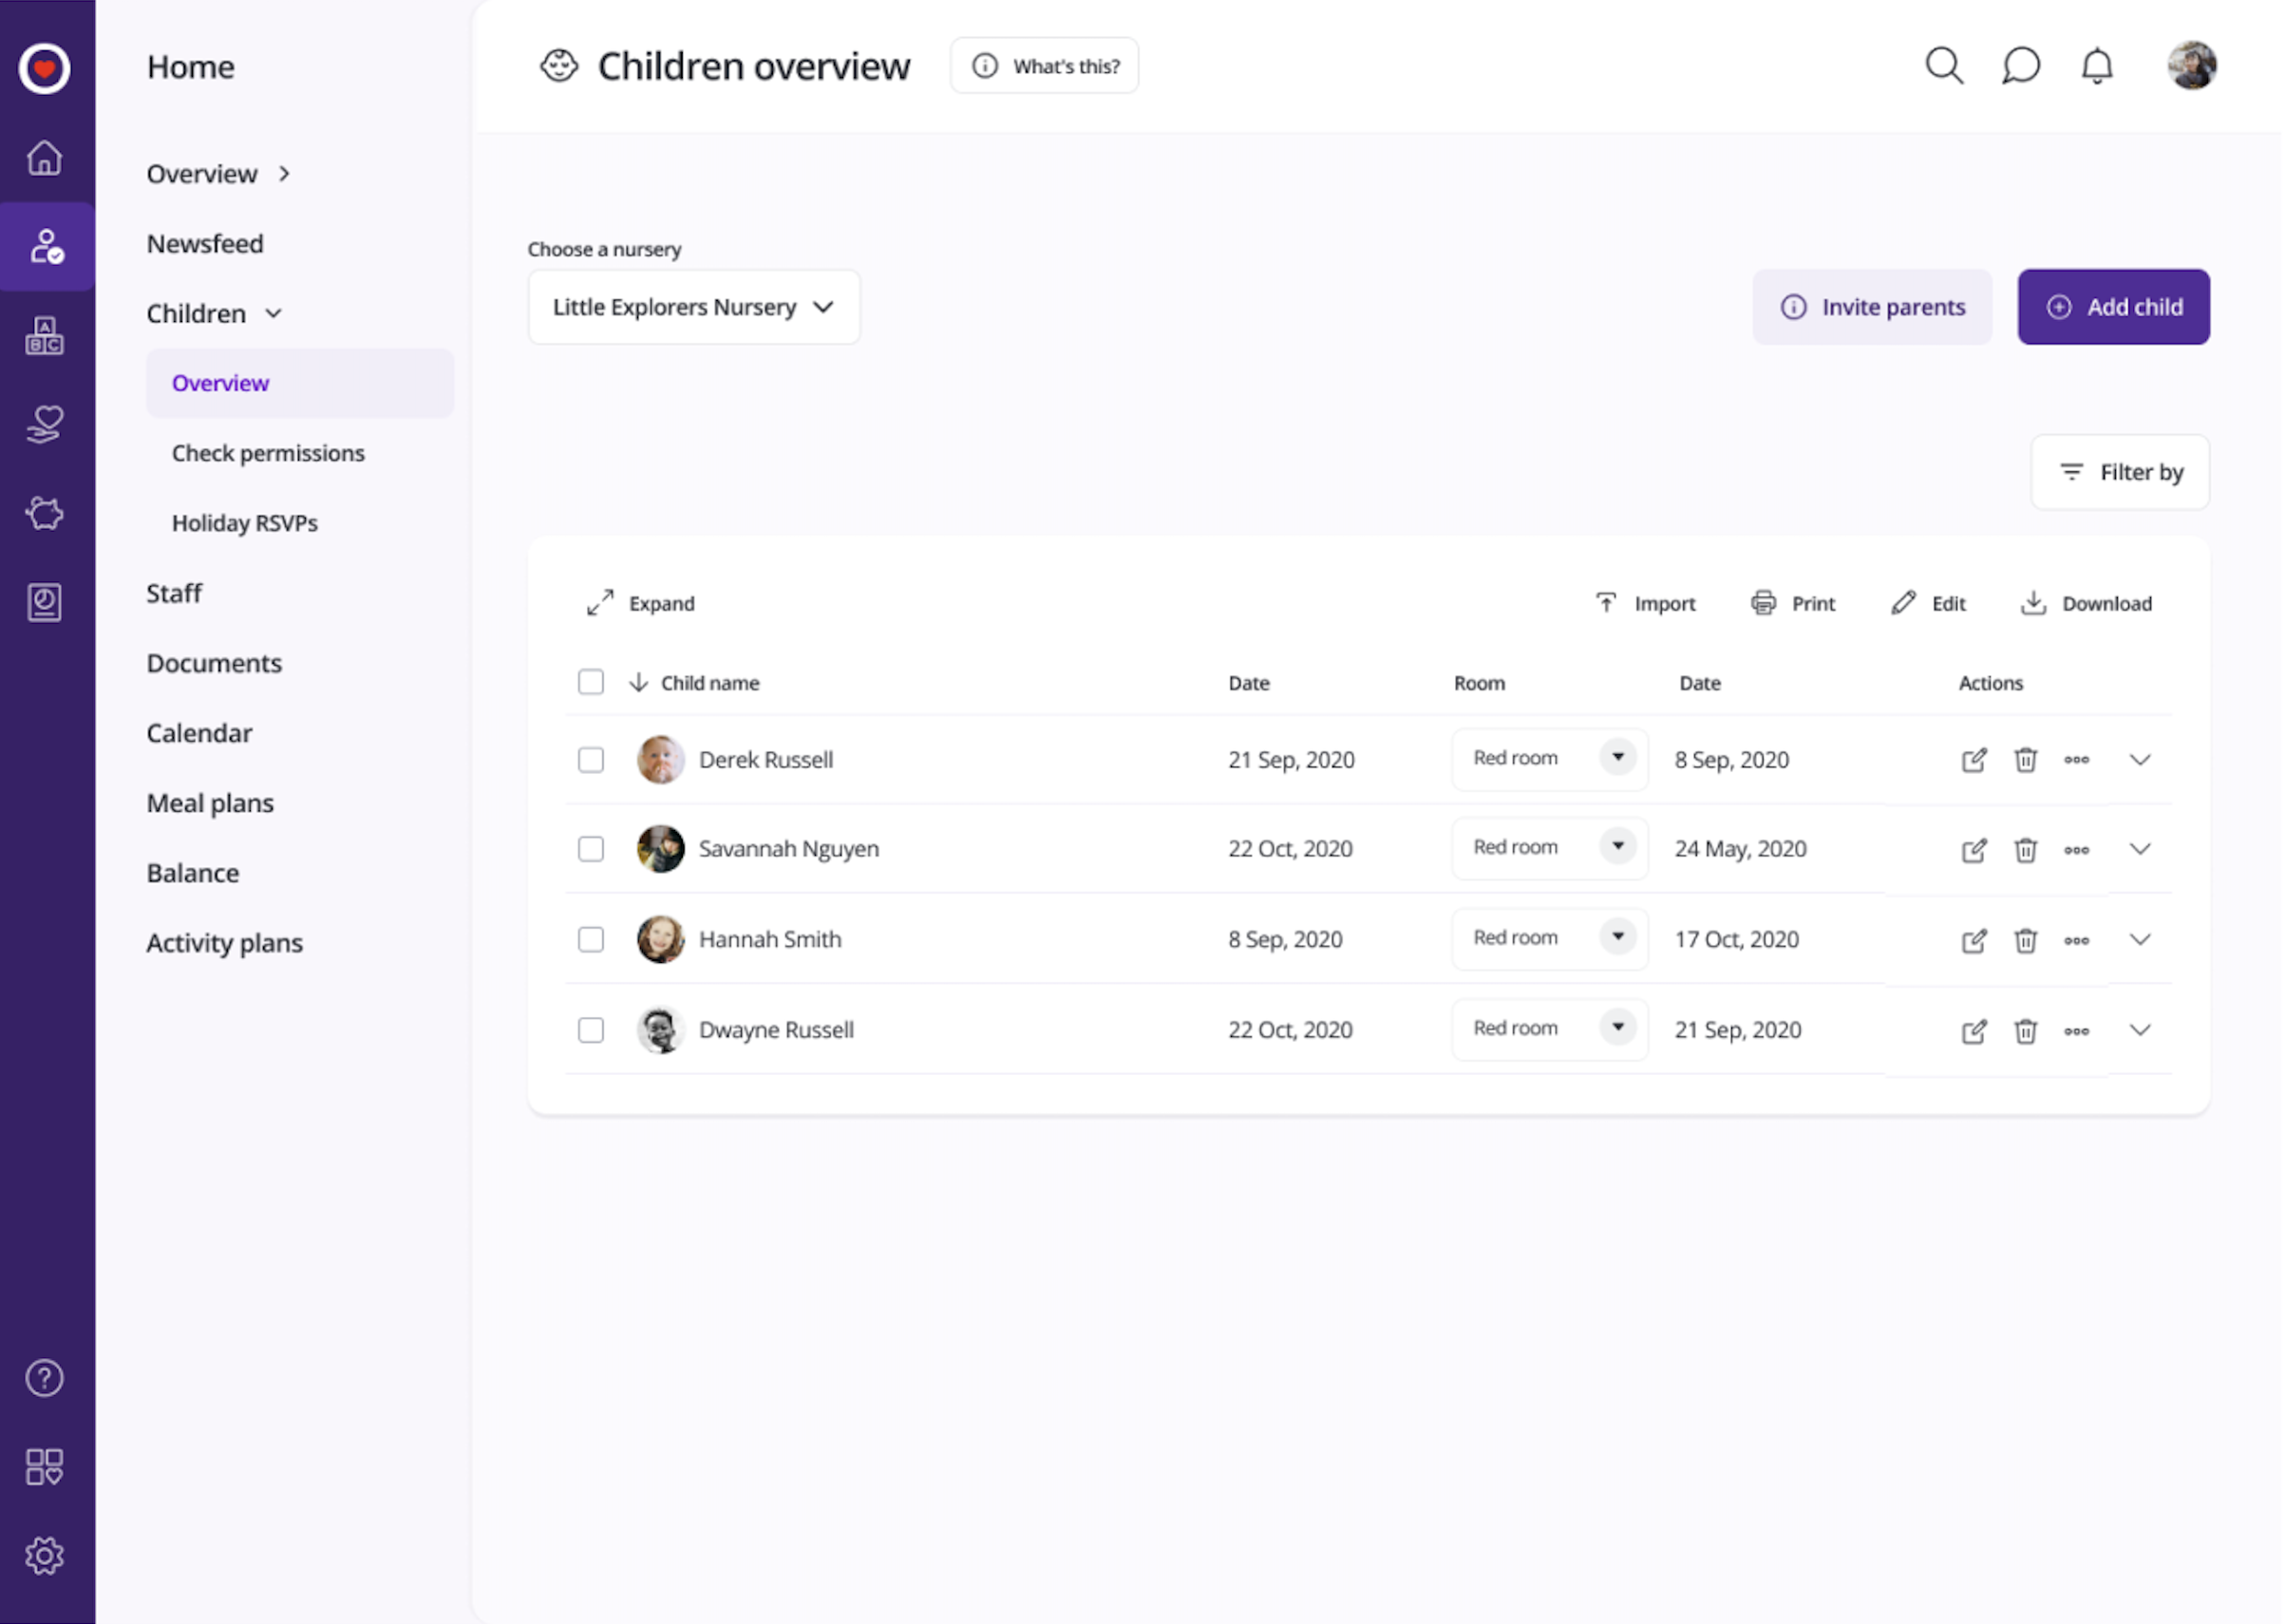 Home
Overview
Newsfeed
Children
Overview
Check permissions
Holiday RSVPs
Staff
Documents
Calendar
Meal plans
Balance
Activity plans
A
B C
Children overview
What's this?
Choose a nursery
Little Explorers Nursery
Invite parents
Add child
Filter by
Expand
Import
Print
Edit
Download
Child name Date Room Date Actions
Derek Russell 21 Sep, 2020 Red room 8 Sep, 2020
Savannah Nguyen 22 Oct, 2020 Red room 24 May, 2020
Hannah Smith 8 Sep, 2020 Red room 17 Oct, 2020
Dwayne Russell 22 Oct, 2020 Red room 21 Sep, 2020